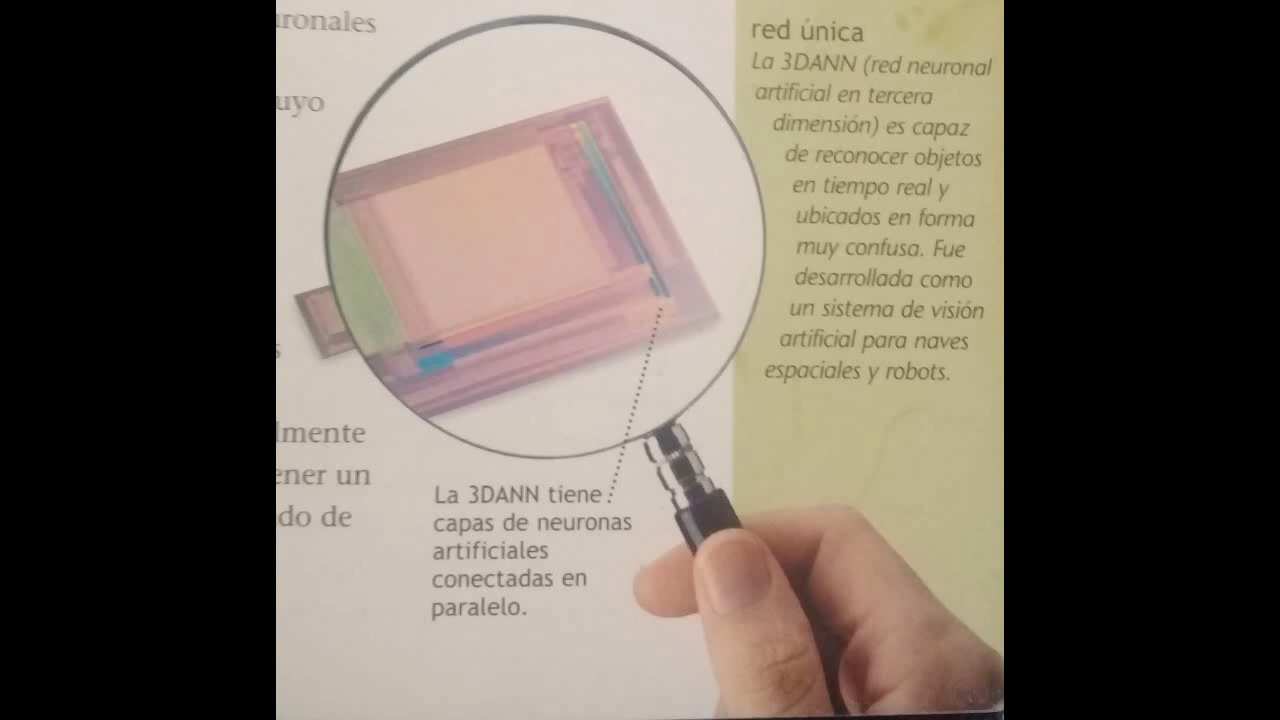 uronales
uyo
s
lmente
ener un
do de
La 3DANN tiene
capas de neuronas
artificiales
conectadas en
paralelo.
red única
La 3DANN (red neuronal
artificial en tercera
dimensión) es capaz
de reconocer objetos
en tiempo real y
ubicados en forma
muy confusa. Fue
desarrollada como
un sistema de visión
artificial para naves
espaciales y robots.